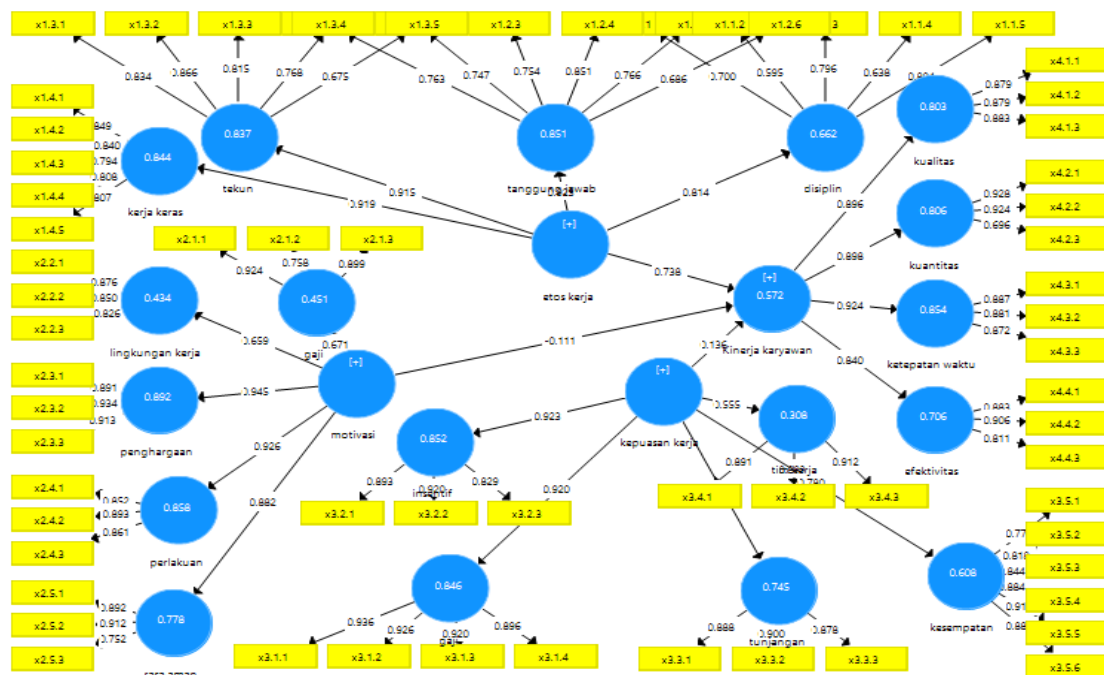 x1.3.1 x1.3.2 x1.3.3 x1.3.4 x1.3.5 x1.2.3 x1.2.4 1 x1.1.2 x1.2.6 3 x1.1.4 x1.1.5
x4.1.1
0.834 0.866 0.815 0.768 0.675 0.763 0.747 0.754 0.851 0.766 0.686 0.700 0.595 0.796 0.638
0.879
x1.4.1 x4.1.2
0.879
0.803
0.883
x1.4.2 x4.1.3
0.840
0.837 0.851 0.662
kualitas
x1.4.3
0.844
x4.2.1
tekun tanggung jawab disiplin
0.808
x1.4.4
0.915 0.814 0.896
0.928
x4.2.2
0.924
0.806
0.696
kerja keras
x1.4.5
x4.2.3
x2.1.1 x2.1.2 x2.1.3
[+]
kuantitas
0.898
x2.2.1
0.924 0.758 0.899
0.738
x4.3.1
0.876
x2.2.2
0.850
0.826
0.434 0.451
etos kerja
[+]
0.572
0.924
0.854
0.887
0.881
0.872
x4.3.2
x2.2.3
lingkungan kerja
gaji
0.671
-0.111
Kinerja karyawan
ketepatan waktu
x4.3.3
x2.3.1
[+] [+]
0.840
x4.4.1
x2.3.2
0.934
0.892
0.945
motivasi
0.923
kepuasan kerja
0.555
0.308
0.706
0.906
0.811
x4.4.2
x2.3.3
penghargaan
0.926
0.852
efektivitas
x4.4.3
x2.4.1
0.893 0.920 0.829
insentif
0.891 0.912
x3.4.1 x3.4.2 x3.4.3
x3.5.1
x2.4.2
0.893
0.858
0.882
x3.2.1 x3.2.2 x3.2.3
0.920
x3.5.2
x2.4.3
0.861
perlakuan
x3.5.3
x2.5.1
0.892
0.846 0.745 0.608
x3.5.4
x2.5.2
0.912
0.778
0.936 0.926 0.920 0.896
gaji
0.888 0.900 0.878
tunjangan
kesempatan
x3.5.5
0.752
x2.5.3
x3.1.1 x3.1.2 x3.1.3 x3.1.4
x3.3.1 x3.3.2 x3.3.3
x3.5.6